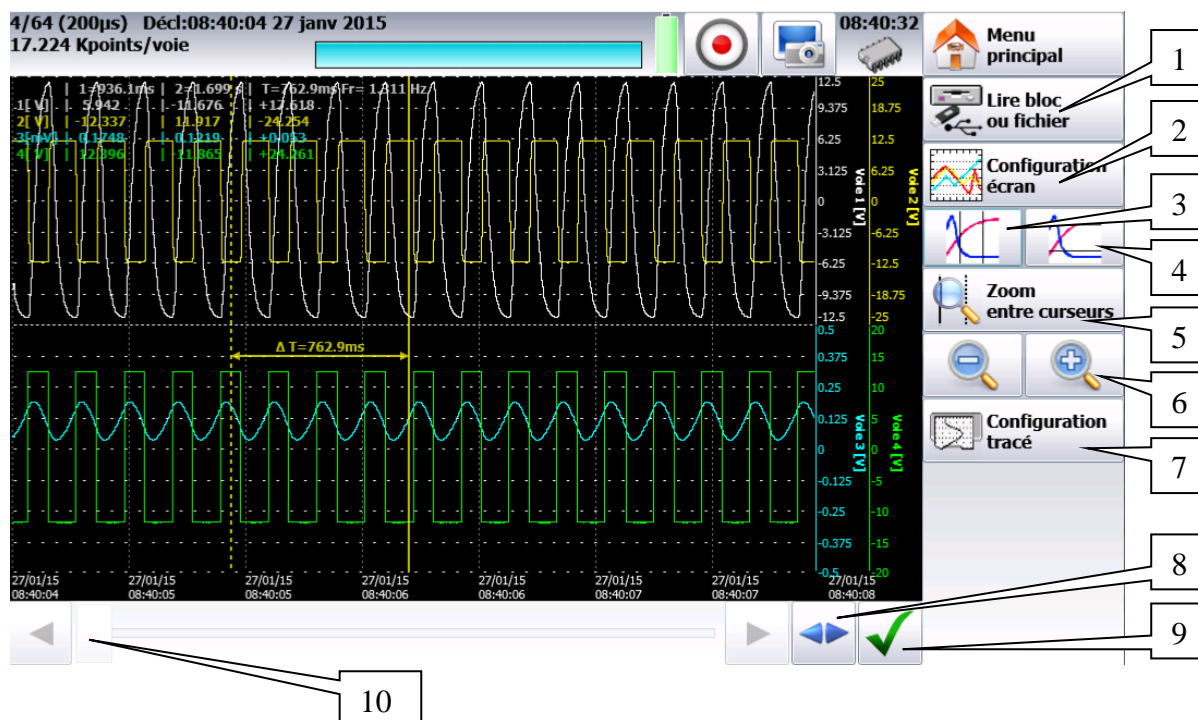 4/64 (200µs) Décl:08:40:04 27 janv 2015
17.224 Kpoints/voie
08:40:32
Menu
principal
Lire bloc
ou fichier
Configuration
écran
Zoom
entre curseurs
Configuration
tracé
1
2
3
4
5
6
7
8
9
10
| 1=936.1ms | 2=1.699 s | T=762.9ms Fr= 1.311 Hz
1[ V] | 5.942 | -11.676 | +17.618
2[ V] | -12.337 | 11.917 | -24.254
3[mV] | 0.1748 | 0.1219 | +0.053
4[ V] | 12.396 | -11.865 | +24.261
Δ T=762.9ms
12.5 25
9.375 18.75
6.25 12.5
3.125 6.25
0 0
-3.125 -6.25
-6.25 -12.5
-9.375 -18.75
-12.5 -25
Voie 1 [V]
Voie 2 [V]
0.5 20
0.375 15
0.25 10
0.125 5
0 0
-0.125 -5
-0.25 -10
-0.375 -15
-0.5 -20
Voie 3 [V]
Voie 4 [V]
27/01/15 27/01/15 27/01/15 27/01/15 27/01/15 27/01/15 27/01/15 27/01/15
08:40:04 08:40:05 08:40:05 08:40:06 08:40:06 08:40:07 08:40:07 08:40:08